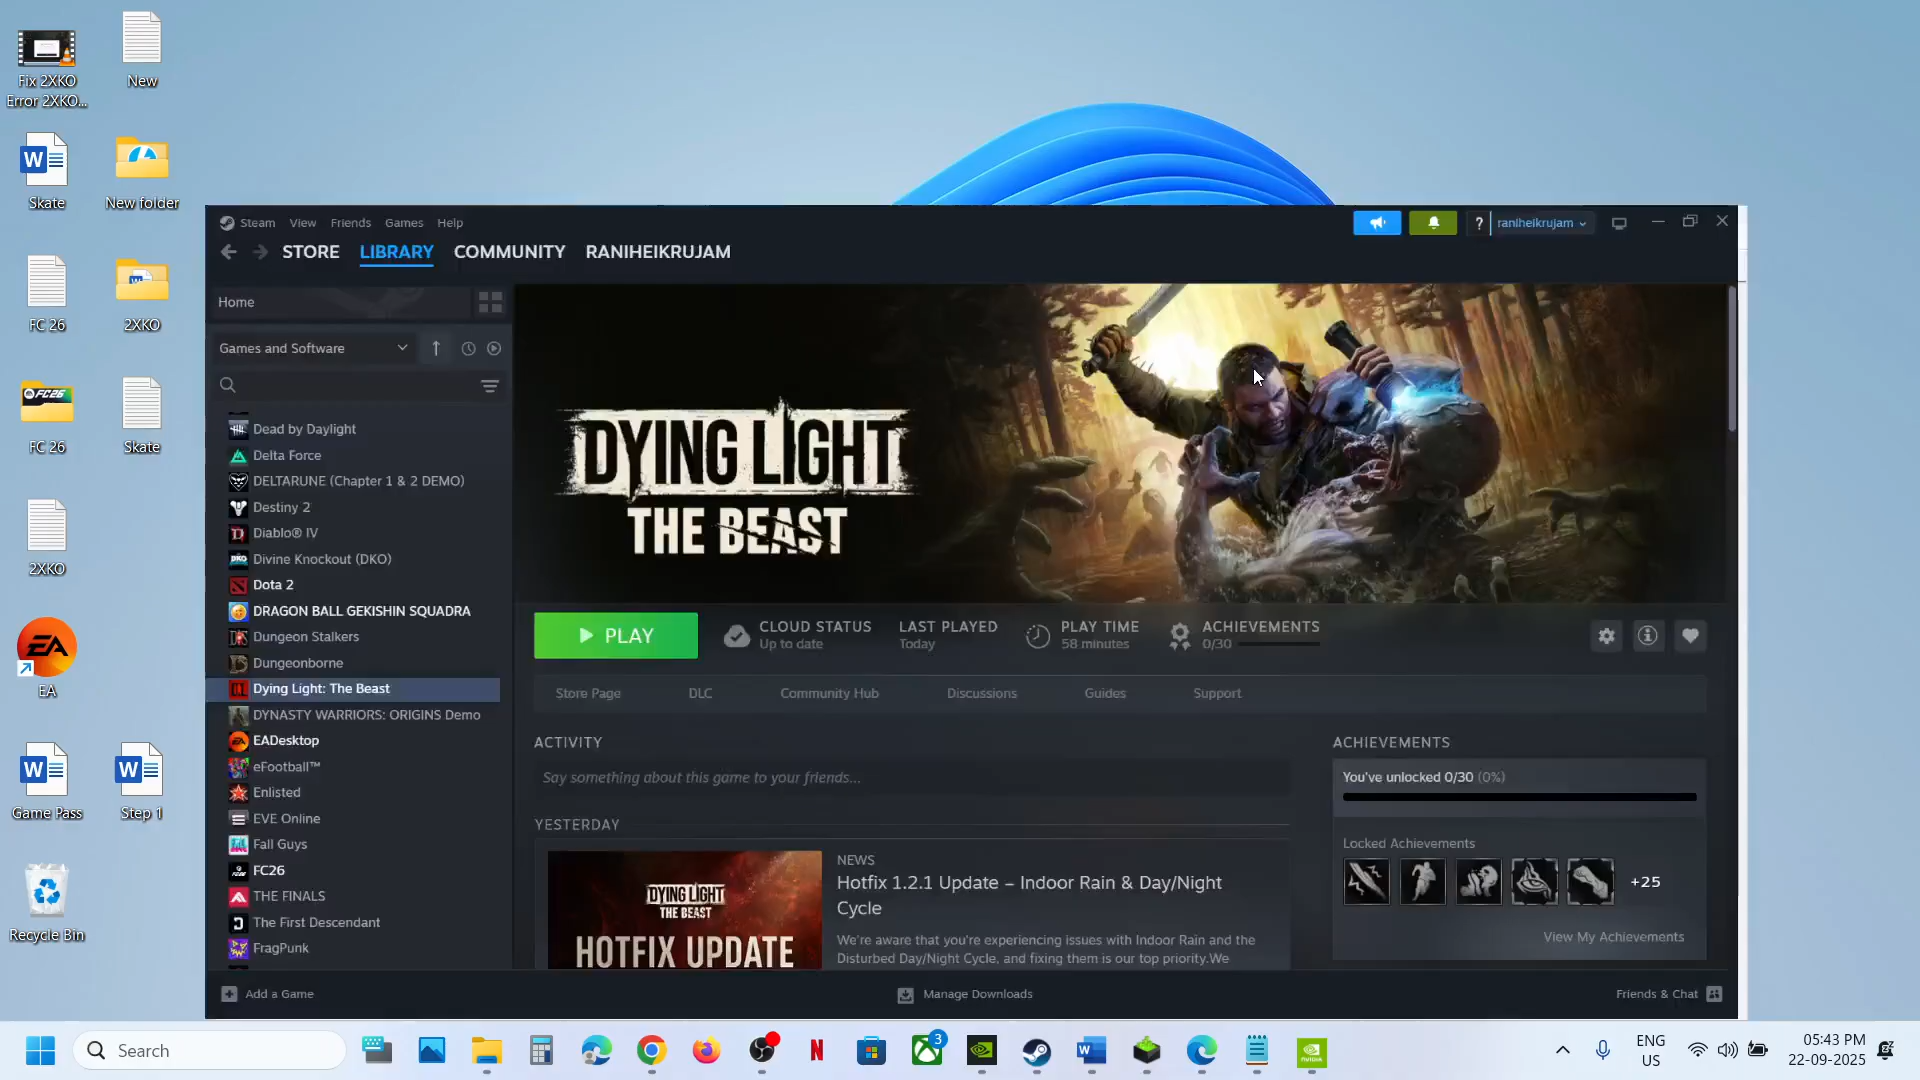 Fix 2XKO
Error 2XKO...
New
Skate
New folder
FC 26
2XKO
FC26
FC 26
Skate
2XKO
EA
EA
Game Pass
Step 1
Recycle Bin
Steam View Friends Games Help
raniheikrujam
STORE LIBRARY COMMUNITY RANIHEIKRUJAM
Home
Games and Software
Dead by Daylight
Delta Force
DELTARUNE (Chapter 1 & 2 DEMO)
Destiny 2
Diablo® IV
Divine Knockout (DKO)
Dota 2
DRAGON BALL GEKISHIN SQUADRA
Dungeon Stalkers
Dungeonborne
Dying Light: The Beast
DYNASTY WARRIORS: ORIGINS Demo
EADesktop
eFootball™
Enlisted
EVE Online
Fall Guys
FC26
THE FINALS
The First Descendant
FragPunk
DYING LIGHT
THE BEAST
PLAY
CLOUD STATUS
Up to date
LAST PLAYED
Today
PLAY TIME
58 minutes
ACHIEVEMENTS
0/30
Store Page DLC Community Hub Discussions Guides Support
ACTIVITY
Say something about this game to your friends...
YESTERDAY
DYING LIGHT
THE BEAST
HOTFIX UPDATE
NEWS
Hotfix 1.2.1 Update – Indoor Rain & Day/Night
Cycle
We're aware that you're experiencing issues with Indoor Rain and the
Disturbed Day/Night Cycle, and fixing them is our top priority.We
ACHIEVEMENTS
You've unlocked 0/30 (0%)
Locked Achievements
+25
View My Achievements
Add a Game
Manage Downloads
Friends & Chat
Search
3
ENG
US
05:43 PM
22-09-2025